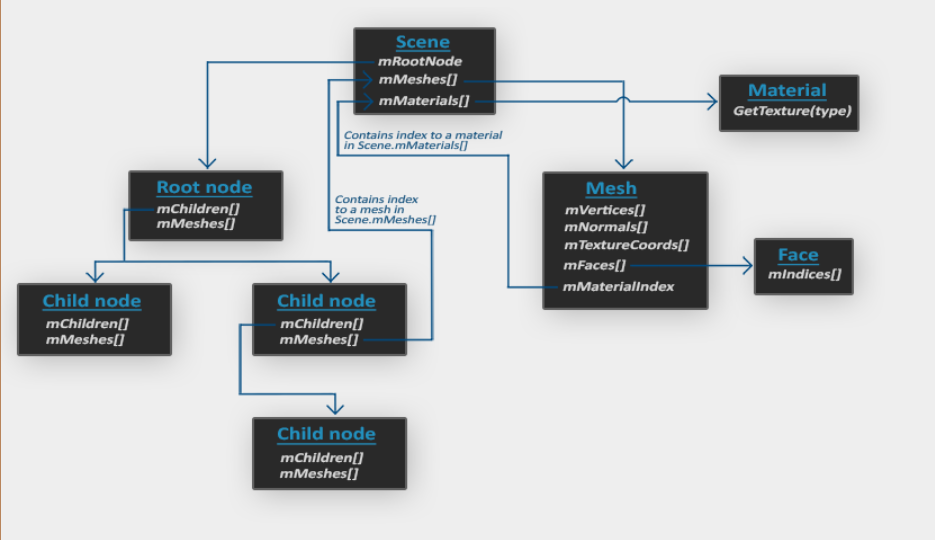 Scene
mRootNode
mMeshes[]
mMaterials[]
Material
GetTexture(type)
Contains index to a material
in Scene.mMaterials[]
Root node
mChildren[]
mMeshes[]
Contains index
to a mesh in
Scene.mMeshes[]
Mesh
mVertices[]
mNormals[]
mTextureCoords[]
mFaces[]
mMaterialIndex
Face
mIndices[]
Child node
mChildren[]
mMeshes[]
Child node
mChildren[]
mMeshes[]
Child node
mChildren[]
mMeshes[]